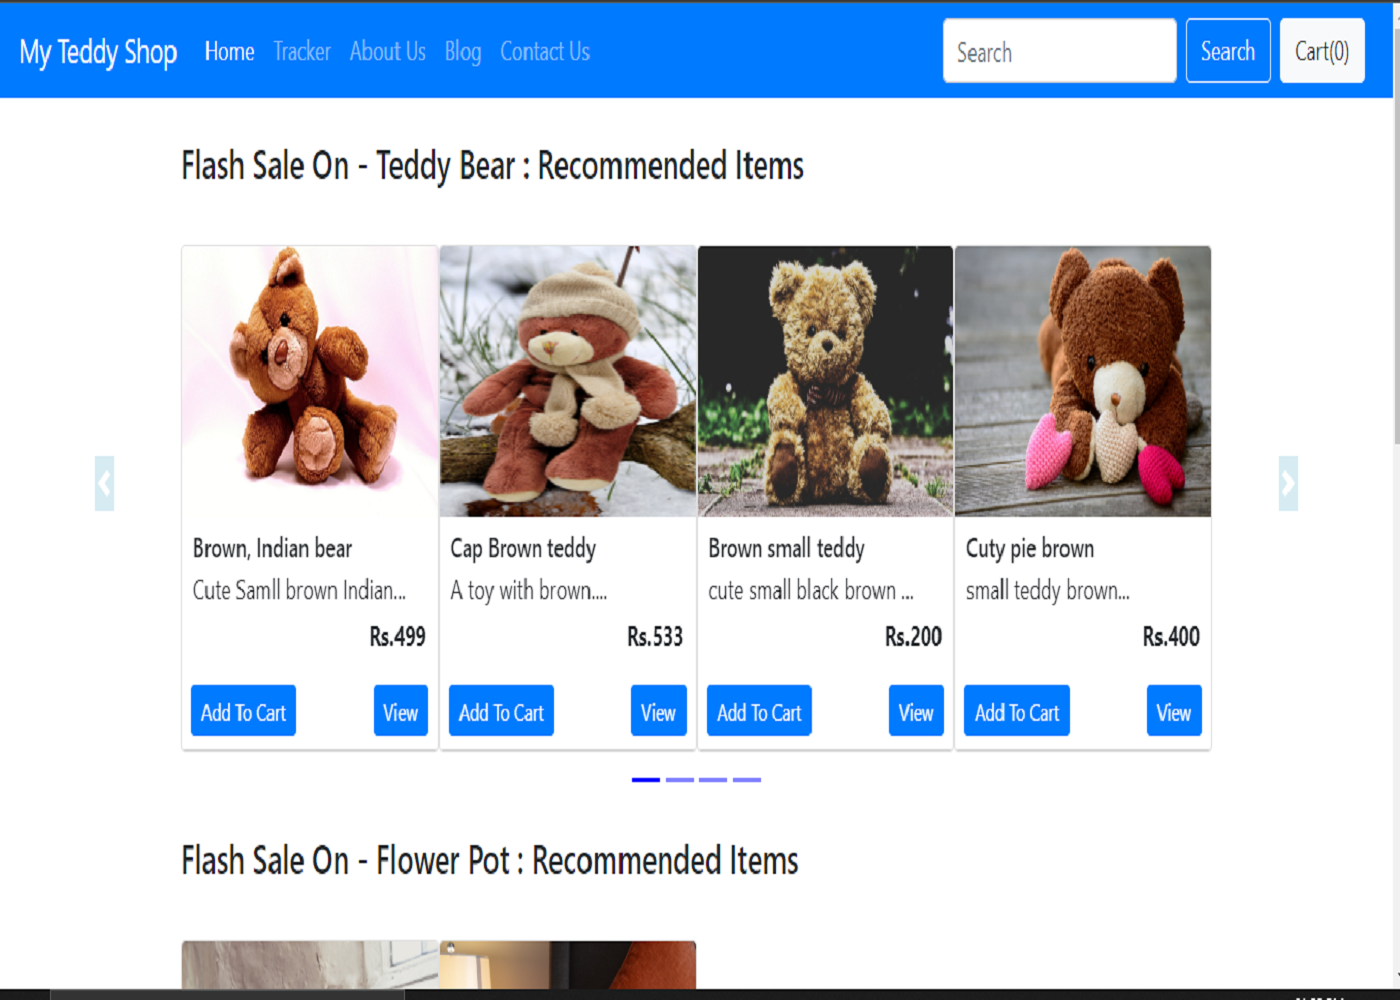 My Teddy Shop Home Tracker About Us Blog Contact Us Search Search Cart(0)
Flash Sale On - Teddy Bear : Recommended Items
Brown, Indian bear
Cute Samll brown Indian...
Rs.499
Add To Cart View
Cap Brown teddy
A toy with brown....
Rs.533
Add To Cart View
Brown small teddy
cute small black brown ...
Rs.200
Add To Cart View
Cuty pie brown
small teddy brown...
Rs.400
Add To Cart View
Flash Sale On - Flower Pot : Recommended Items